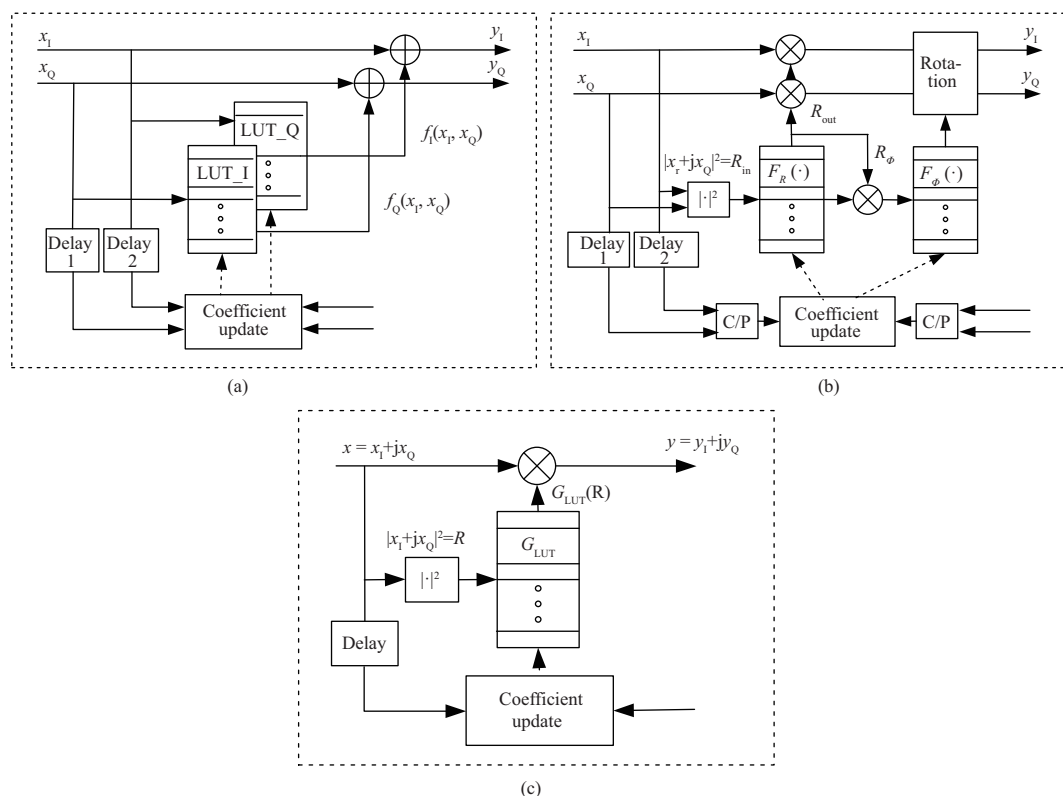 x_I
y_I
x_Q
y_Q
LUT_Q
LUT_I
f_I(x_I, x_Q)
f_Q(x_I, x_Q)
Delay
1
Delay
2
Coefficient
update
(a)
x_I
y_I
x_Q
y_Q
Rota-
tion
R_out
R_Φ
|x_r+jx_Q|²=R_in
|·|²
F_R (·)
F_Φ (·)
Delay
1
Delay
2
C/P
Coefficient
update
C/P
(b)
x = x_I+jx_Q
y = y_I+jy_Q
G_LUT(R)
|x_I+jx_Q|²=R
|·|²
G_LUT
Delay
Coefficient
update
(c)